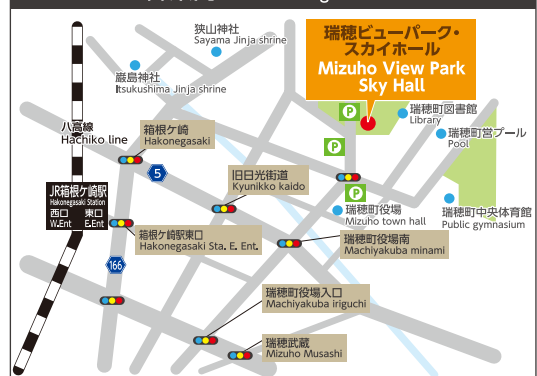 狭山神社
Sayama Jinja shrine
瑞穂ビューパーク・
スカイホール
Mizuho View Park
Sky Hall
厳島神社
Itsukushima Jinja shrine
P
瑞穂町図書館
Library
八高線
Hachiko line
箱根ケ崎
Hakonegasaki
P
瑞穂町営プール
Pool
5
旧日光街道
Kyunikko kaido
P
JR箱根ケ崎駅
Hakonegasaki Station
西口 東口
W.Ent E.Ent
瑞穂町役場
Mizuho town hall
瑞穂町中央体育館
Public gymnasium
箱根ケ崎駅東口
Hakonegasaki Sta. E. Ent.
瑞穂町役場南
Machiyakuba minami
166
瑞穂町役場入口
Machiyakuba iriguchi
瑞穂武蔵
Mizuho Musashi